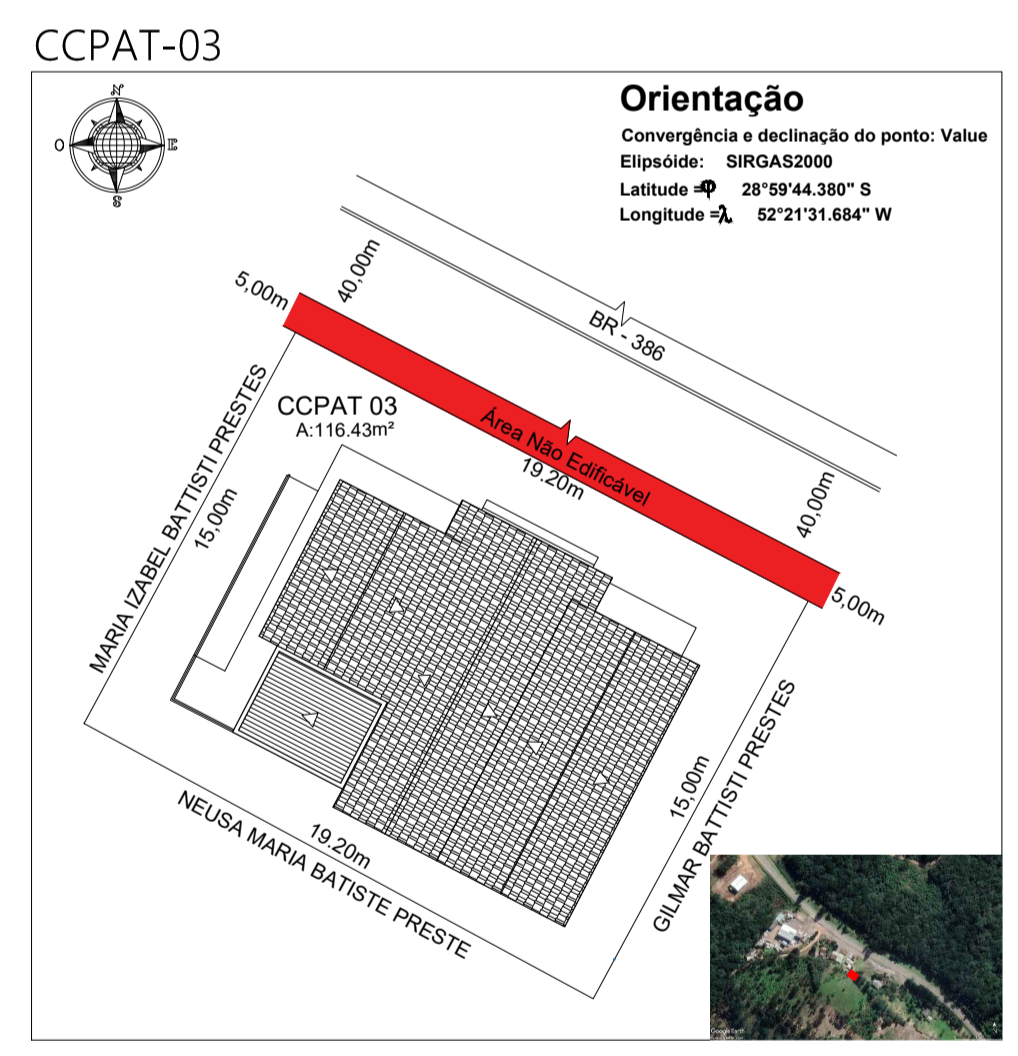 CCPAT-03
N
O
E
S
Orientação
Convergência e declinação do ponto: Value
Elipsóide: SIRGAS2000
Latitude =φ 28°59'44.380" S
Longitude =λ 52°21'31.684" W
5,00m
40,00m
BR - 386
Área Não Edificável
19.20m
40,00m
5,00m
CCPAT 03
A:116.43m²
MARIA IZABEL BATTISTI PRESTES
15,00m
15,00m
GILMAR BATTISTI PRESTES
19.20m
NEUSA MARIA BATISTE PRESTE
Google Earth